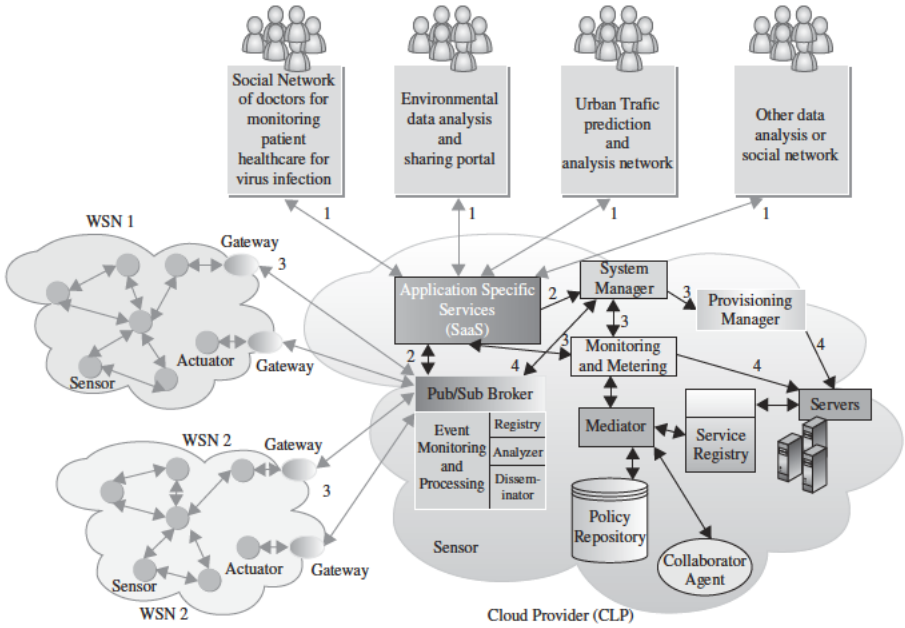 Social Network
of doctors for
monitoring
patient
healthcare for
virus infection
Environmental
data analysis
and
sharing portal
Urban Trafic
prediction
and
analysis network
Other data
analysis or
social network
1
1
1
1
WSN 1
Gateway
3
Actuator
Gateway
Sensor
Application Specific
Services
(SaaS)
2
System
Manager
3
Provisioning
Manager
3
3
Monitoring
and Metering
4
4
2
4
Pub/Sub Broker
Event
Monitoring
and
Processing
Registry
Analyzer
Dissem-
inator
Mediator
Service
Registry
Servers
WSN 2
Gateway
3
Actuator
Gateway
Sensor
WSN 2
Policy
Repository
Collaborator
Agent
Sensor
Cloud Provider (CLP)